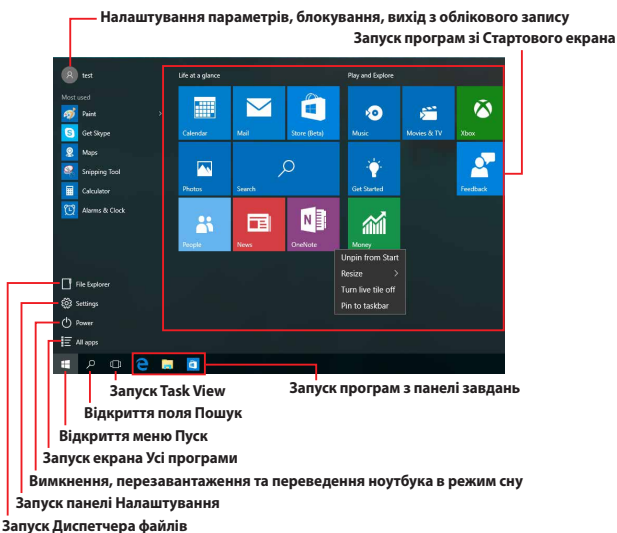 Налаштування параметрів, блокування, вихід з облікового запису
Запуск програм зі Стартового екрана
test
Life at a glance
Play and Explore
Most used
Paint
Get Skype
Maps
Snipping Tool
Calculator
Alarms & Clock
Calendar
Mail
Store (Beta)
Music
Movies & TV
Xbox
Photos
Search
Get Started
Feedback
People
News
OneNote
Money
Unpin from Start
Resize
Turn live tile off
Pin to taskbar
File Explorer
Settings
Power
All apps
Запуск Task View
Запуск програм з панелі завдань
Відкриття поля Пошук
Відкриття меню Пуск
Запуск екрана Усі програми
Вимкнення, перезавантаження та переведення ноутбука в режим сну
Запуск панелі Налаштування
Запуск Диспетчера файлів